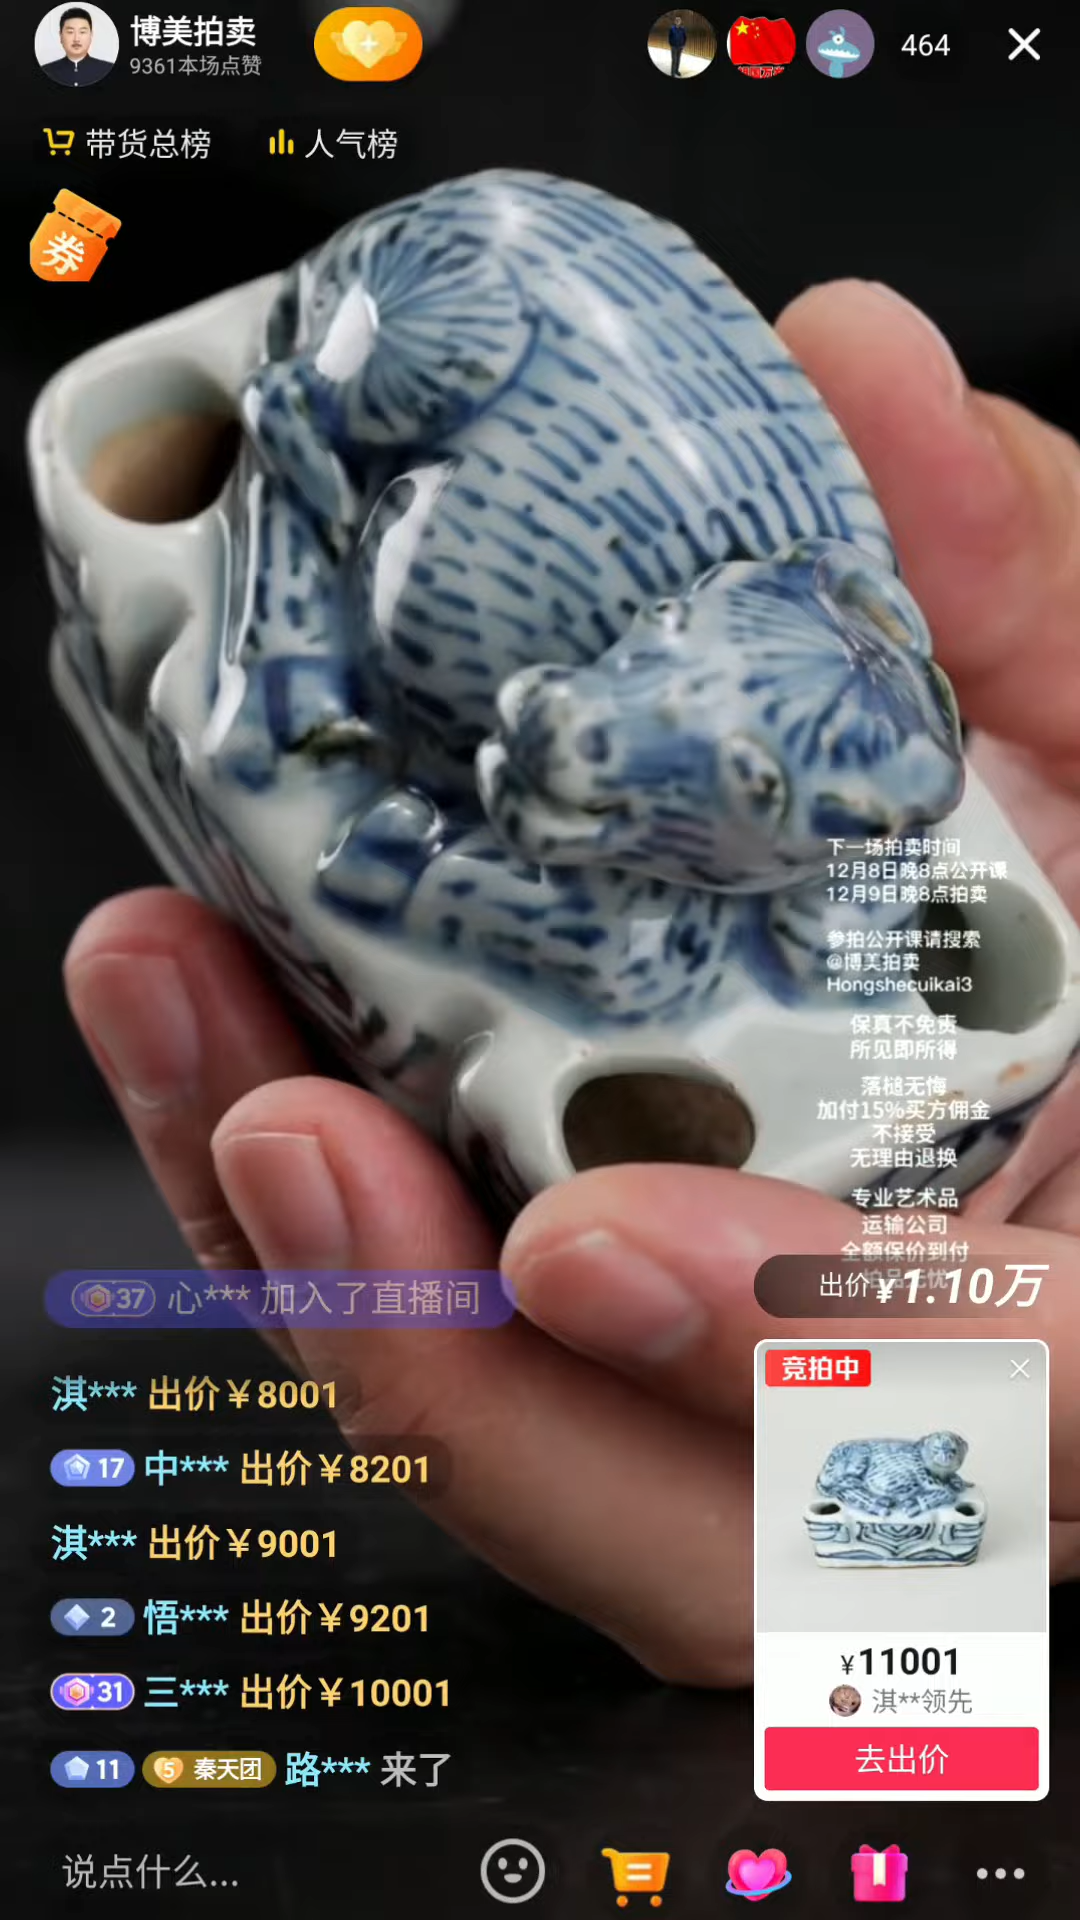 博美拍卖
9361本场点赞
464
带货总榜
人气榜
券
下一场拍卖时间
12月8日晚8点公开课
12月9日晚8点拍卖
参拍公开课请搜索
@博美拍卖
Hongshecuikai3
保真不免责
所见即所得
落槌无悔
加付15%买方佣金
不接受
无理由退换
专业艺术品
运输公司
全额保价到付
出价¥1.10万
37 心*** 加入了直播间
淇*** 出价¥8001
17 中*** 出价¥8201
淇*** 出价¥9001
2 悟*** 出价¥9201
31 三*** 出价¥10001
11 5 秦天团 路*** 来了
竞拍中
¥11001
淇**领先
去出价
说点什么...